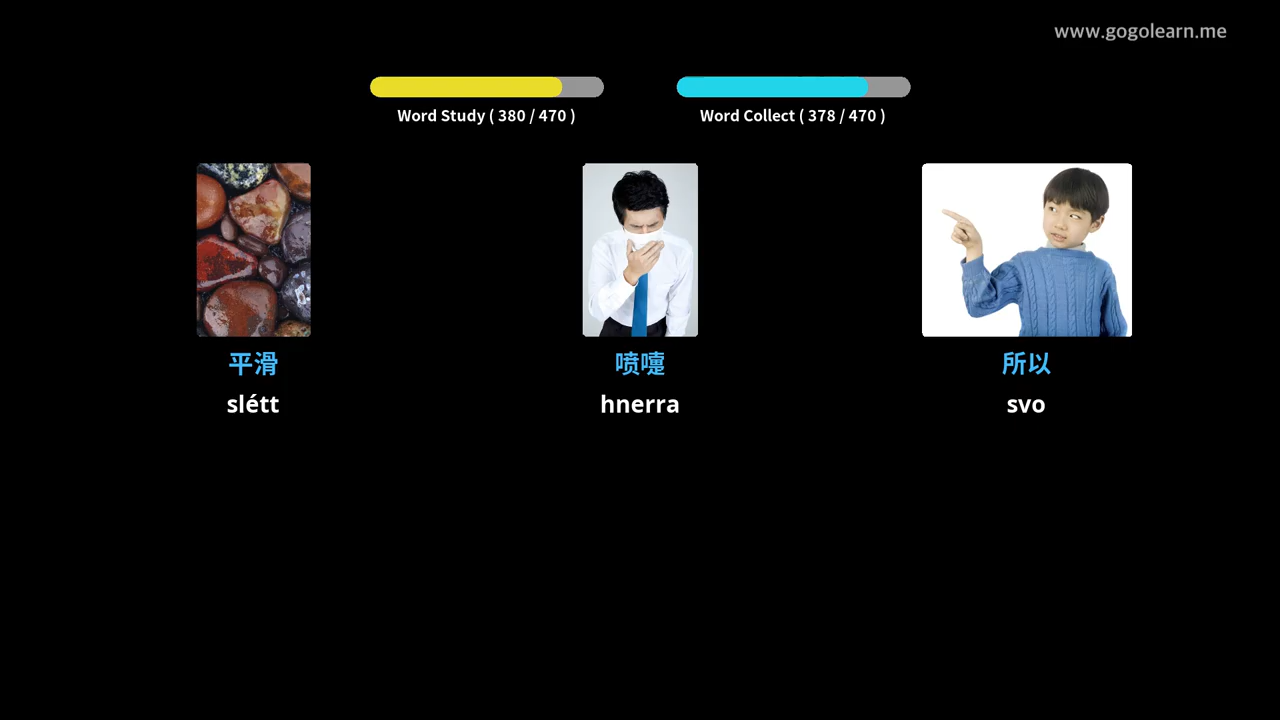 www.gogolearn.me
Word Study ( 380 / 470 )
Word Collect ( 378 / 470 )
平滑
喷嚏
所以
slétt
hnerra
svo